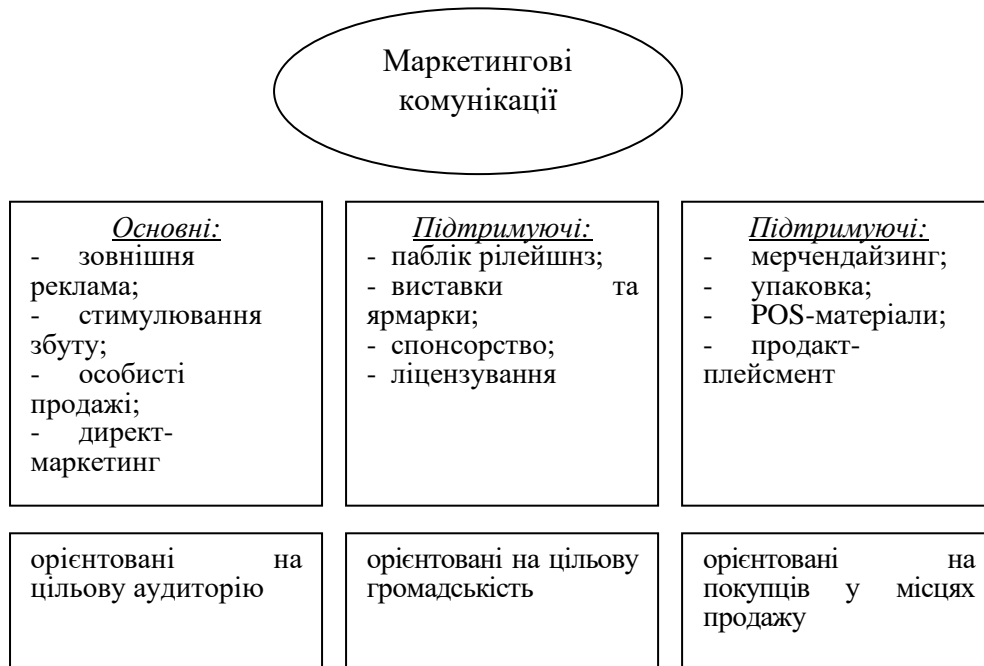 Маркетингові
комунікації
Основні:
- зовнішня
реклама;
- стимулювання
збуту;
- особисті
продажі;
- директ-
маркетинг
Підтримуючі:
- паблік рілейшнз;
- виставки та
ярмарки;
- спонсорство;
- ліцензування
Підтримуючі:
- мерчендайзинг;
- упаковка;
- POS-матеріали;
- продакт-
плейсмент
орієнтовані на
цільову аудиторію
орієнтовані на цільову
громадськість
орієнтовані на
покупців у місцях
продажу